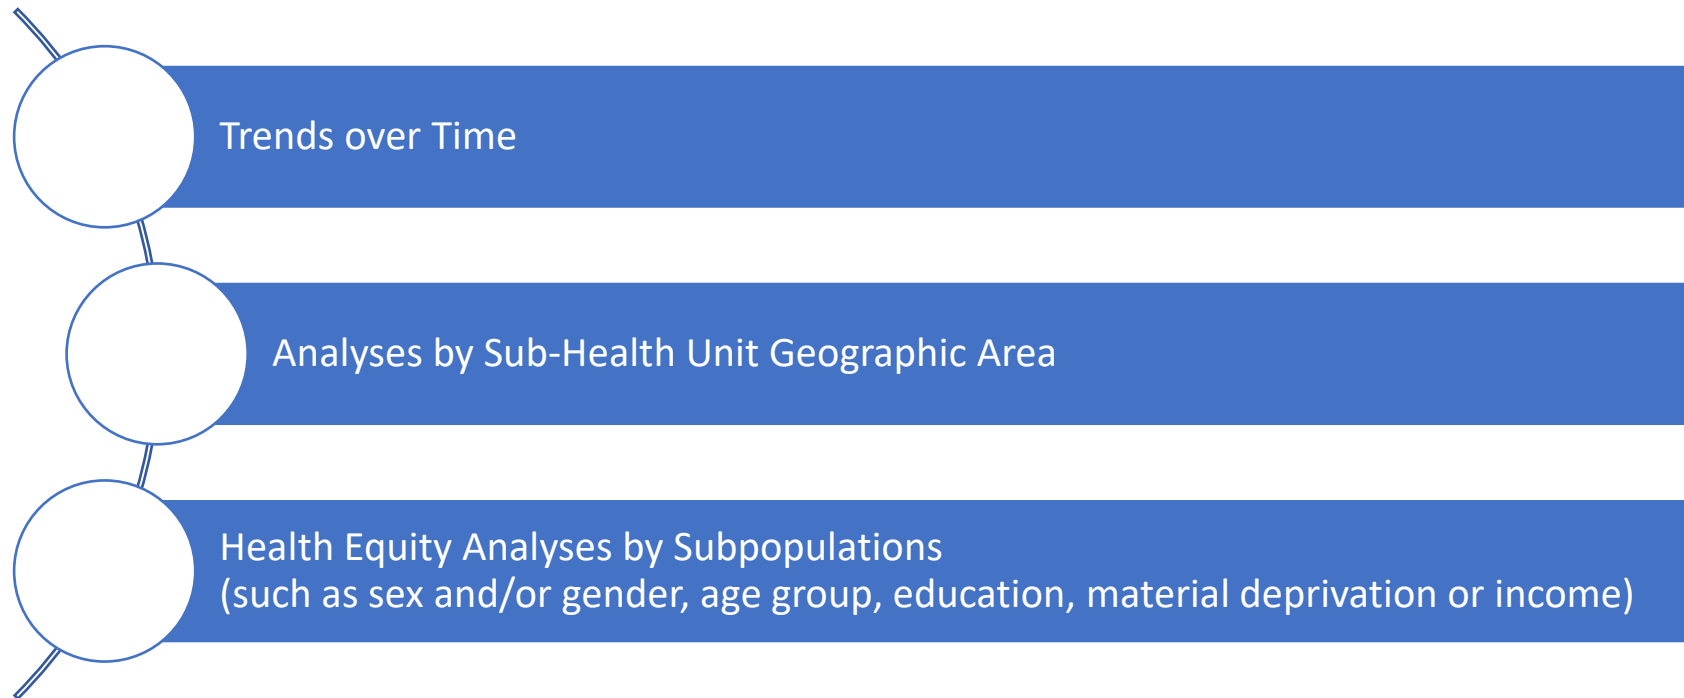 Trends over Time
Analyses by Sub-Health Unit Geographic Area
Health Equity Analyses by Subpopulations
(such as sex and/or gender, age group, education, material deprivation or income)